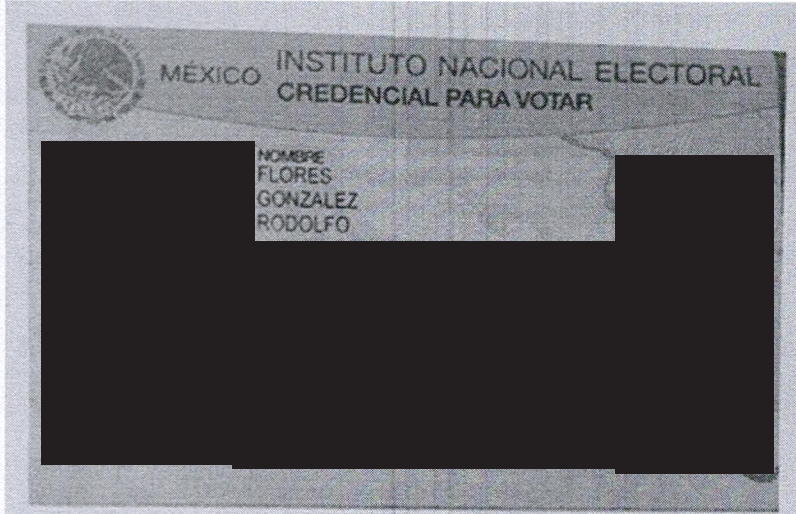 MÉXICO INSTITUTO NACIONAL ELECTORAL
CREDENCIAL PARA VOTAR
NOMBRE
FLORES
GONZALEZ
RODOLFO